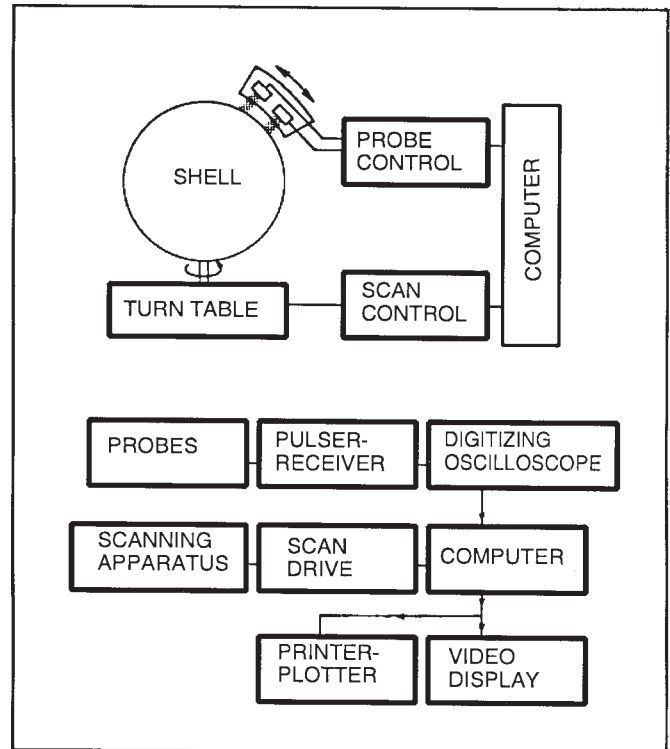 SHELL
PROBE
CONTROL
COMPUTER
TURN TABLE
SCAN
CONTROL
PROBES
PULSER-
RECEIVER
DIGITIZING
OSCILLOSCOPE
SCANNING
APPARATUS
SCAN
DRIVE
COMPUTER
PRINTER-
PLOTTER
VIDEO
DISPLAY